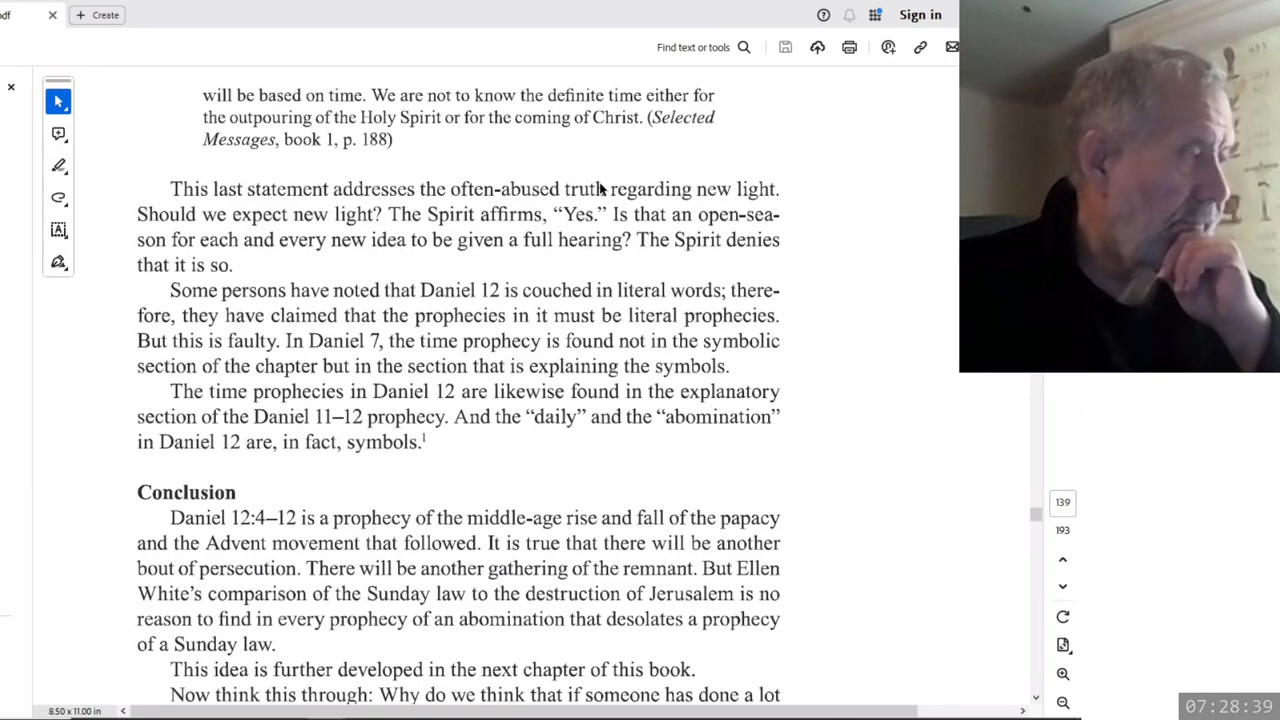 df
Create
Sign in
Find text or tools
will be based on time. We are not to know the definite time either for
the outpouring of the Holy Spirit or for the coming of Christ. (Selected
Messages, book 1, p. 188)
This last statement addresses the often-abused truth regarding new light.
Should we expect new light? The Spirit affirms, “Yes.” Is that an open-sea-
son for each and every new idea to be given a full hearing? The Spirit denies
that it is so.
Some persons have noted that Daniel 12 is couched in literal words; there-
fore, they have claimed that the prophecies in it must be literal prophecies.
But this is faulty. In Daniel 7, the time prophecy is found not in the symbolic
section of the chapter but in the section that is explaining the symbols.
The time prophecies in Daniel 12 are likewise found in the explanatory
section of the Daniel 11–12 prophecy. And the “daily” and the “abomination”
in Daniel 12 are, in fact, symbols.1
Conclusion
Daniel 12:4–12 is a prophecy of the middle-age rise and fall of the papacy
and the Advent movement that followed. It is true that there will be another
bout of persecution. There will be another gathering of the remnant. But Ellen
White’s comparison of the Sunday law to the destruction of Jerusalem is no
reason to find in every prophecy of an abomination that desolates a prophecy
of a Sunday law.
This idea is further developed in the next chapter of this book.
Now think this through: Why do we think that if someone has done a lot
139
193
8.50 x 11.00 in
07:28:39